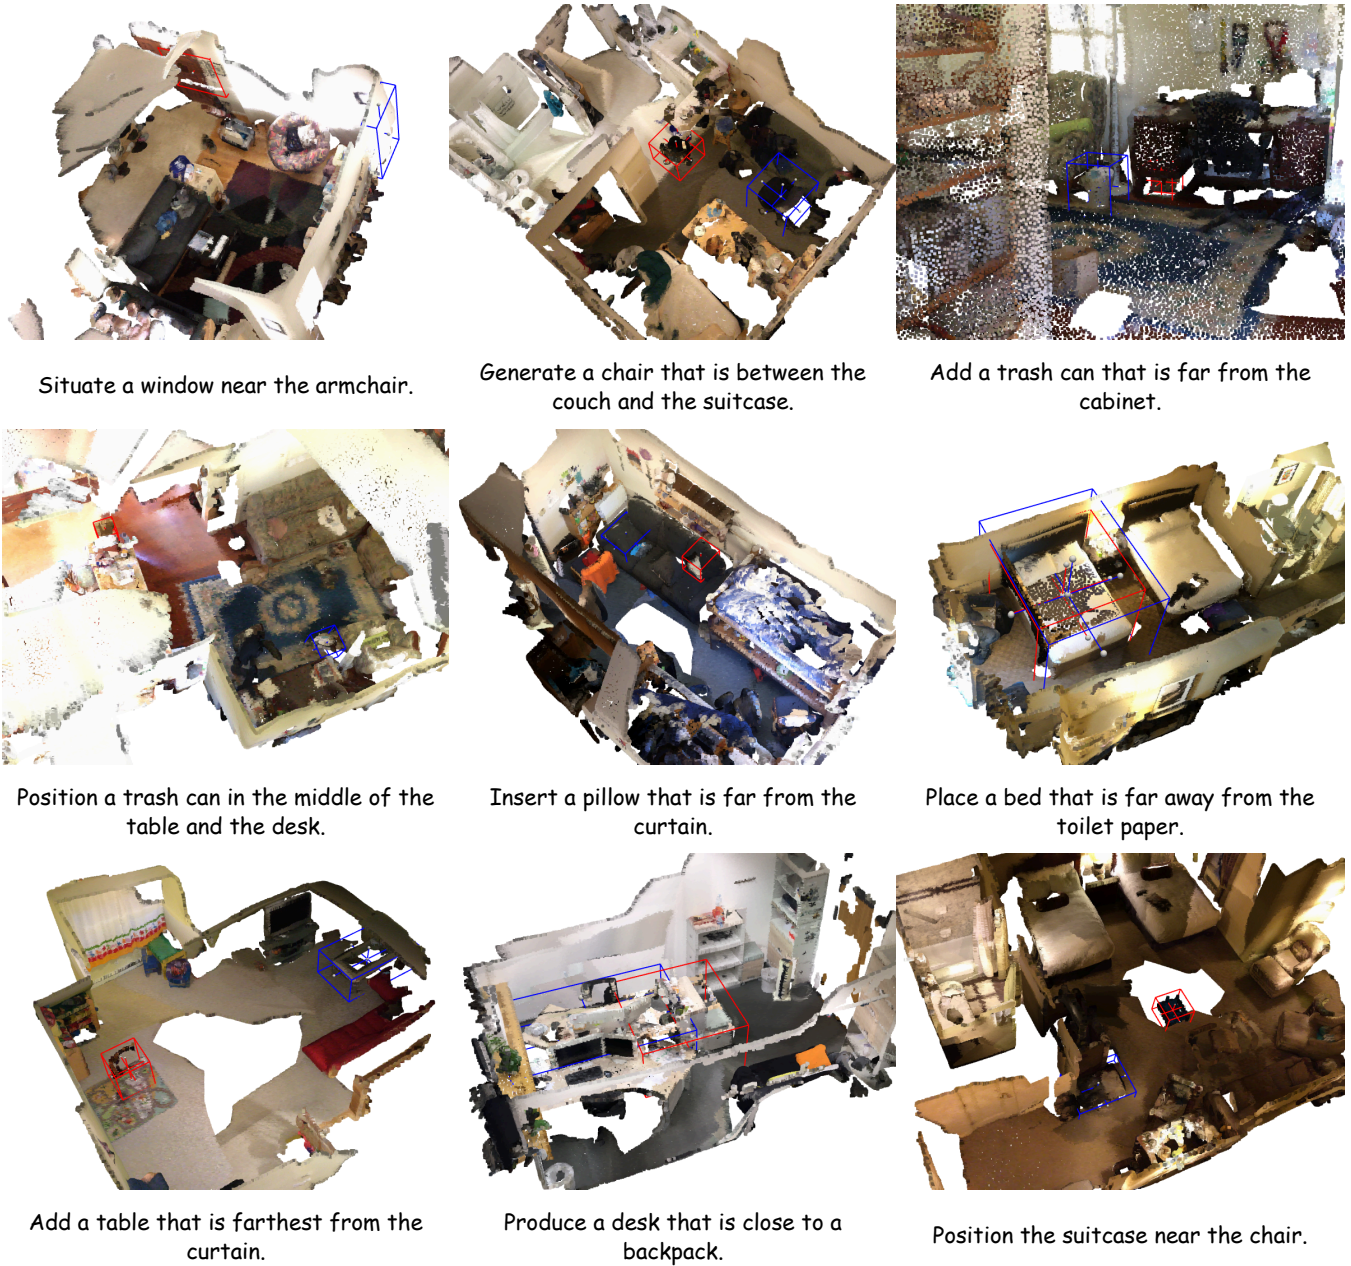 Situate a window near the armchair.
Generate a chair that is between the
couch and the suitcase.
Add a trash can that is far from the
cabinet.
Position a trash can in the middle of the
table and the desk.
Insert a pillow that is far from the
curtain.
Place a bed that is far away from the
toilet paper.
Add a table that is farthest from the
curtain.
Produce a desk that is close to a
backpack.
Position the suitcase near the chair.